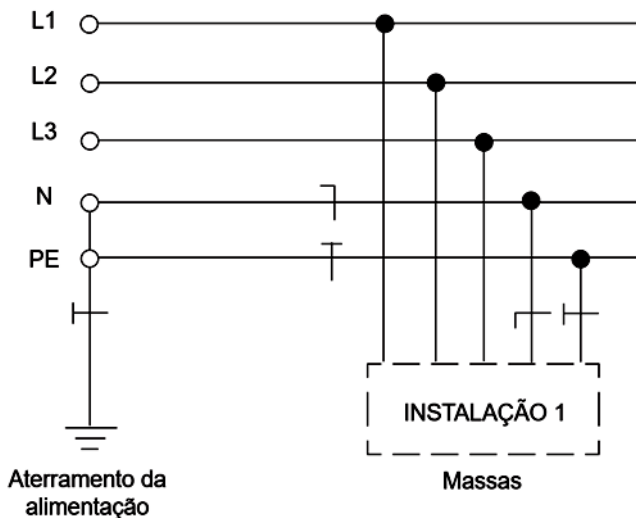 L1
L2
L3
N
PE
INSTALAÇÃO 1
Aterramento da
alimentação
Massas